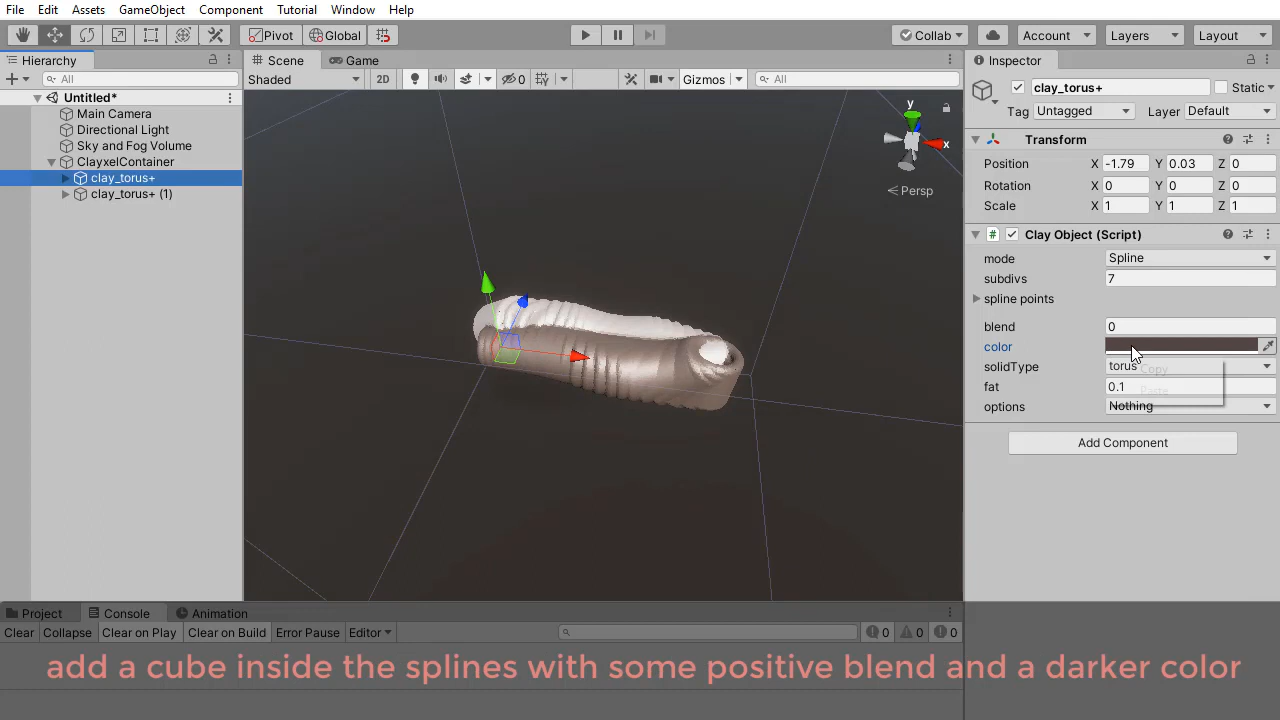 File Edit Assets GameObject Component Tutorial Window Help
Pivot Global Collab Account Layers Layout
Hierarchy Scene Game Inspector
All Shaded 2D 0 Gizmos All clay_torus+ Static
Untitled* Tag Untagged Layer Default
Main Camera
Directional Light
Sky and Fog Volume
ClayxelContainer
clay_torus+
clay_torus+ (1)
y
x
Persp
Transform
Position X -1.79 Y 0.03 Z 0
Rotation X 0 Y 0 Z 0
Scale X 1 Y 1 Z 1
# Clay Object (Script)
mode Spline
subdivs 7
spline points
blend 0
color
solidType torus
Copy
fat 0.1
Paste
options Nothing
Add Component
Project Console Animation
Clear Collapse Clear on Play Clear on Build Error Pause Editor 0 0 0
add a cube inside the splines with some positive blend and a darker color